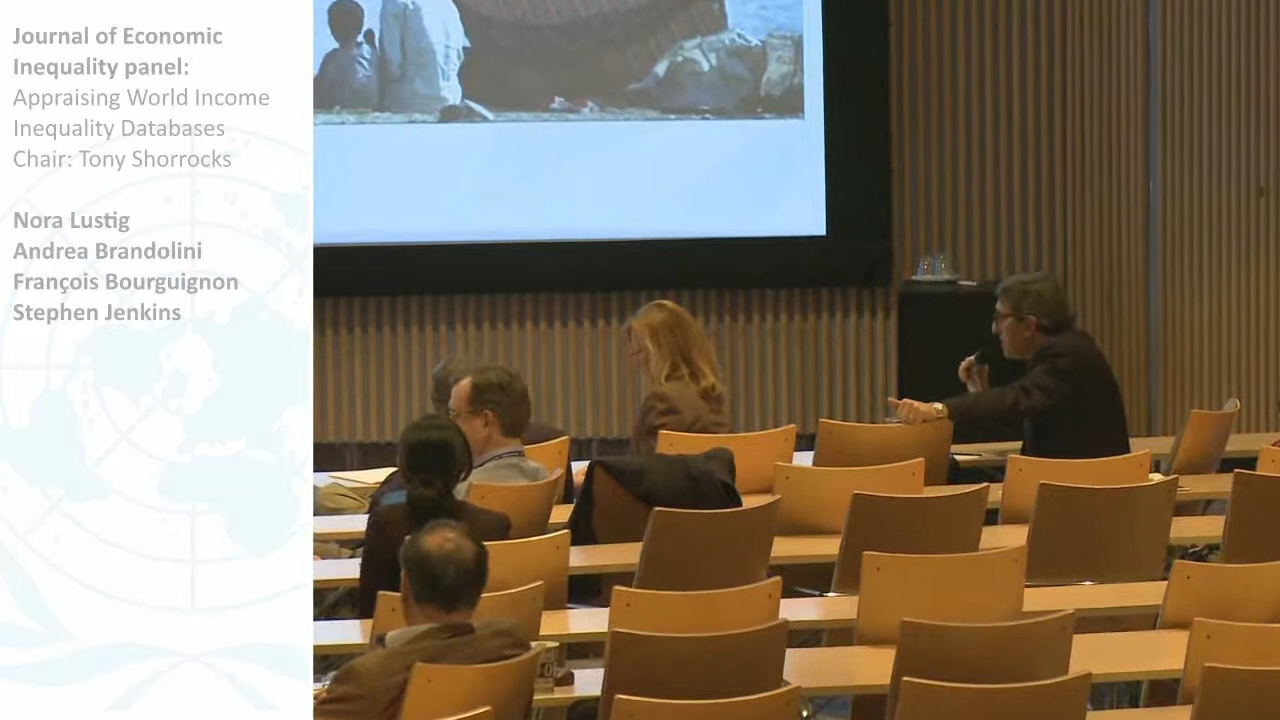 Journal of Economic
Inequality panel:
Appraising World Income
Inequality Databases
Chair: Tony Shorrocks
Nora Lustig
Andrea Brandolini
François Bourguignon
Stephen Jenkins